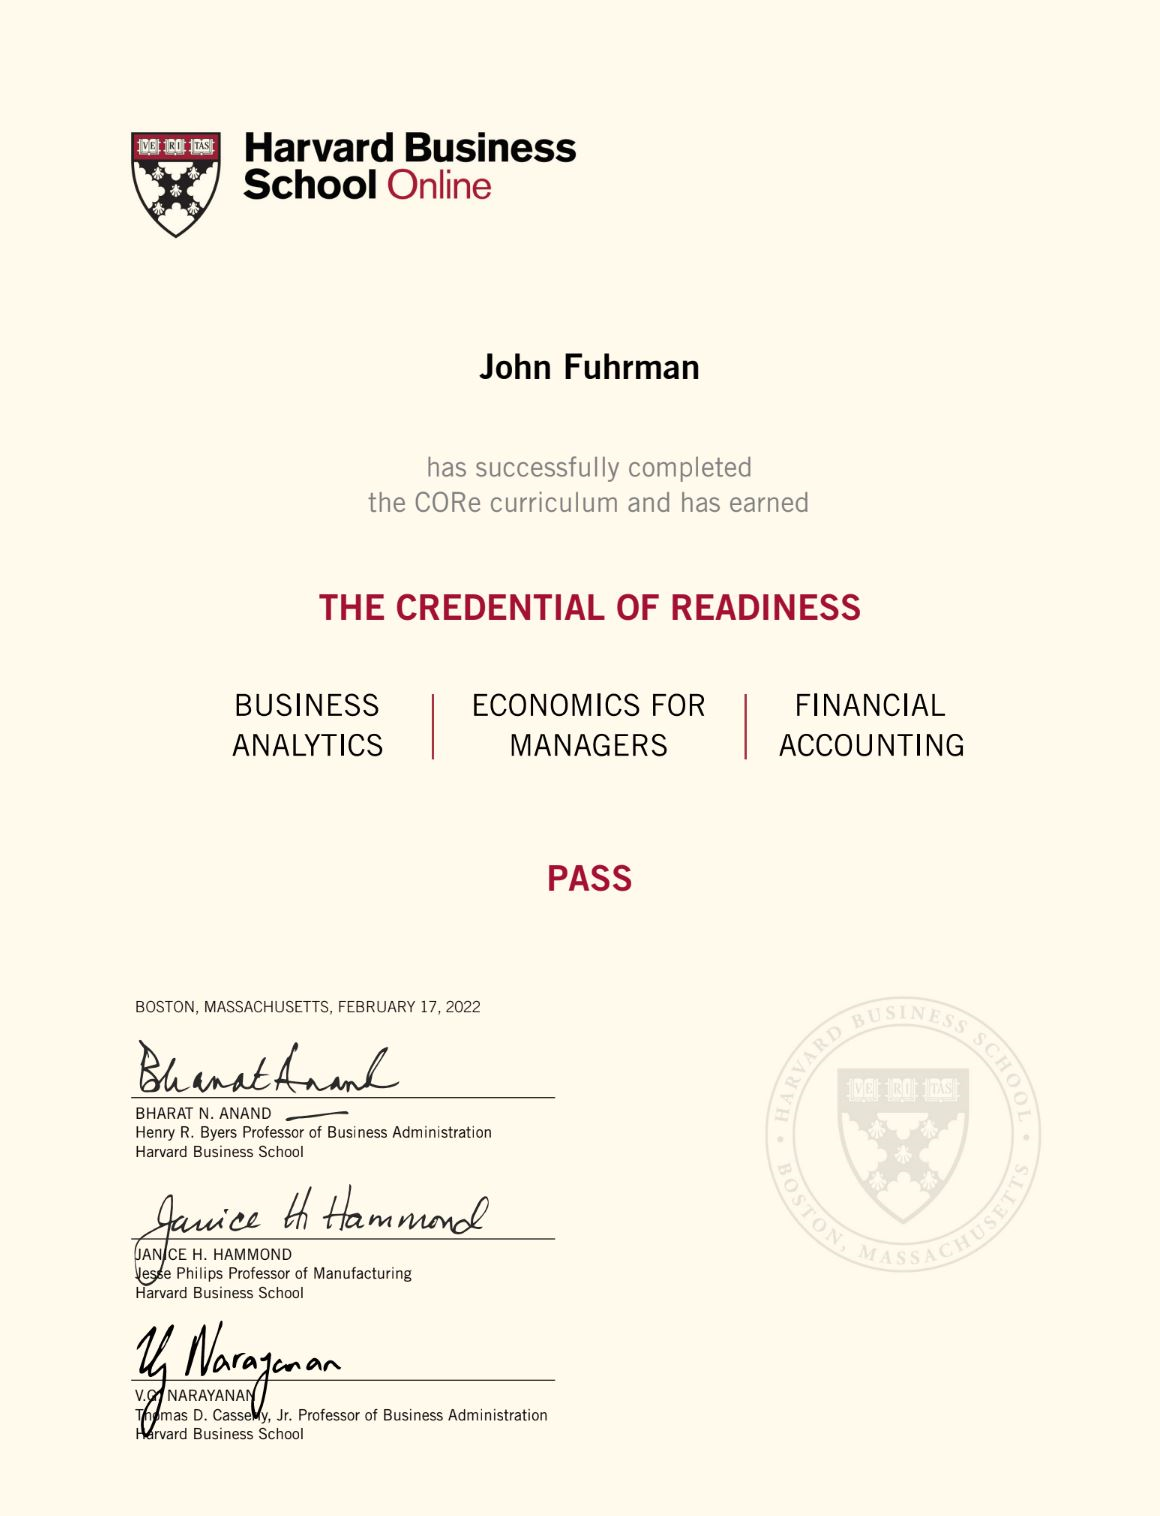 VE RI TAS
Harvard Business
School Online
John Fuhrman
has successfully completed
the CORe curriculum and has earned
THE CREDENTIAL OF READINESS
BUSINESS
ANALYTICS
ECONOMICS FOR
MANAGERS
FINANCIAL
ACCOUNTING
PASS
BOSTON, MASSACHUSETTS, FEBRUARY 17, 2022
Bharat Anand
BHARAT N. ANAND
Henry R. Byers Professor of Business Administration
Harvard Business School
Janice H Hammond
JANICE H. HAMMOND
Jesse Philips Professor of Manufacturing
Harvard Business School
VG Narayanan
V.G. NARAYANAN
Thomas D. Casserly, Jr. Professor of Business Administration
Harvard Business School
• HARVARD BUSINESS SCHOOL •
VE RI TAS
BOSTON, MASSACHUSETTS